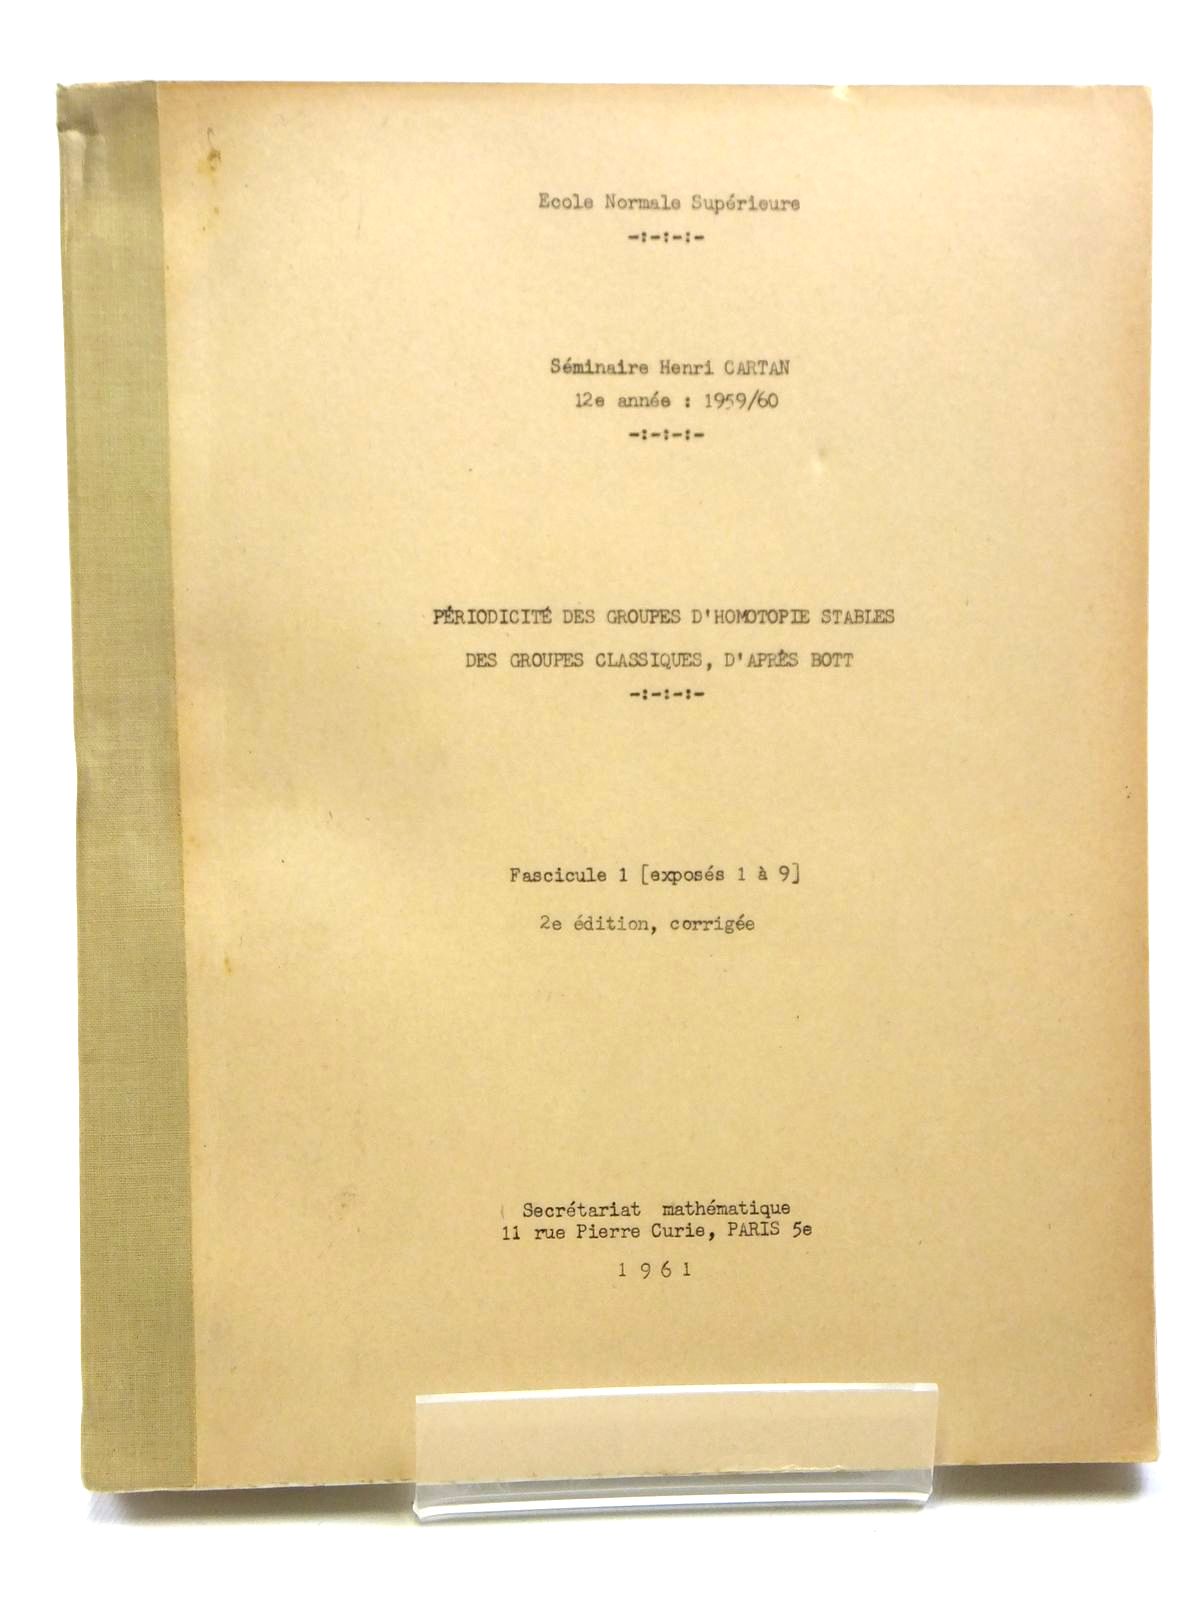 Ecole Normale Supérieure
-:-:-:-
Séminaire Henri CARTAN
12e année : 1959/60
-:-:-:-
PÉRIODICITÉ DES GROUPES D'HOMOTOPIE STABLES
DES GROUPES CLASSIQUES, D'APRÈS BOTT
-:-:-:-
Fascicule 1 [exposés 1 à 9]
2e édition, corrigée
Secrétariat mathématique
11 rue Pierre Curie, PARIS 5e
1 9 6 1